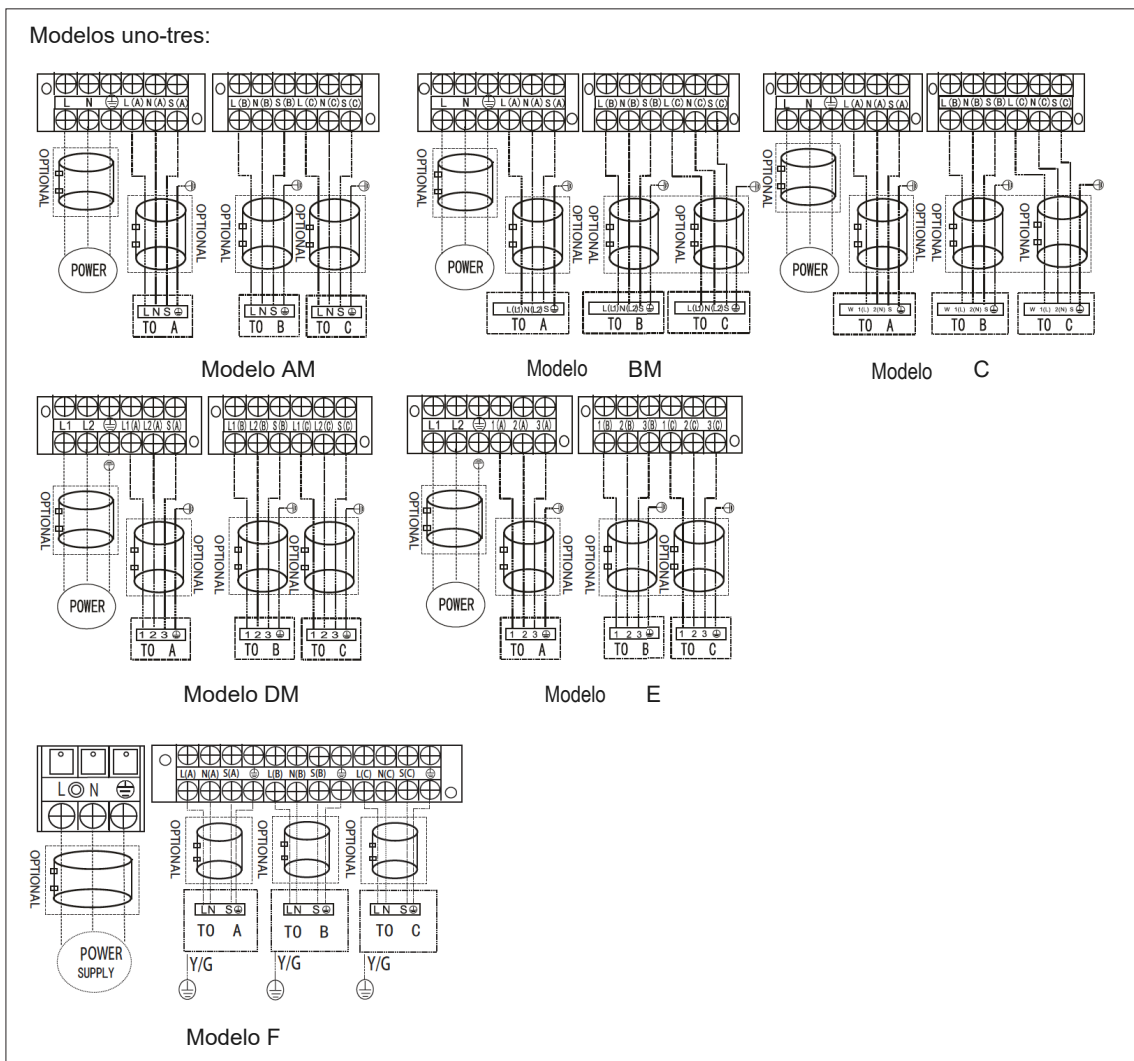 Modelos uno-tres:
L N L(A) N(A) S(A)
L(B) N(B) S(B) L(C) N(C) S(C)
OPTIONAL
OPTIONAL
OPTIONAL
OPTIONAL
POWER
L N S
TO A
L N S
TO B
L N S
TO C
Modelo AM
L N L(A) N(A) S(A)
L(B) N(B) S(B) L(C) N(C) S(C)
OPTIONAL
OPTIONAL
OPTIONAL
OPTIONAL
POWER
L(L1)N(L2)S
TO A
L(L1)N(L2)S
TO B
L(L1)N(L2)S
TO C
Modelo BM
L N L(A) N(A) S(A)
L(B) N(B) S(B) L(C) N(C) S(C)
OPTIONAL
OPTIONAL
OPTIONAL
OPTIONAL
POWER
W 1(L) 2(N) S
TO A
W 1(L) 2(N) S
TO B
W 1(L) 2(N) S
TO C
Modelo C
L1 L2 L1(A) L2(A) S(A)
L1(B) L2(B) S(B) L1(C) L2(C) S(C)
OPTIONAL
OPTIONAL
OPTIONAL
OPTIONAL
POWER
1 2 3
TO A
1 2 3
TO B
1 2 3
TO C
Modelo DM
L1 L2 1(A) 2(A) 3(A)
1(B) 2(B) 3(B) 1(C) 2(C) 3(C)
OPTIONAL
OPTIONAL
OPTIONAL
OPTIONAL
POWER
1 2 3
TO A
1 2 3
TO B
1 2 3
TO C
Modelo E
L N
L(A) N(A) S(A) L(B) N(B) S(B) L(C) N(C) S(C)
OPTIONAL
OPTIONAL
OPTIONAL
OPTIONAL
POWER
SUPPLY
LN S
TO A
LN S
TO B
LN S
TO C
Y/G
Y/G
Y/G
Modelo F